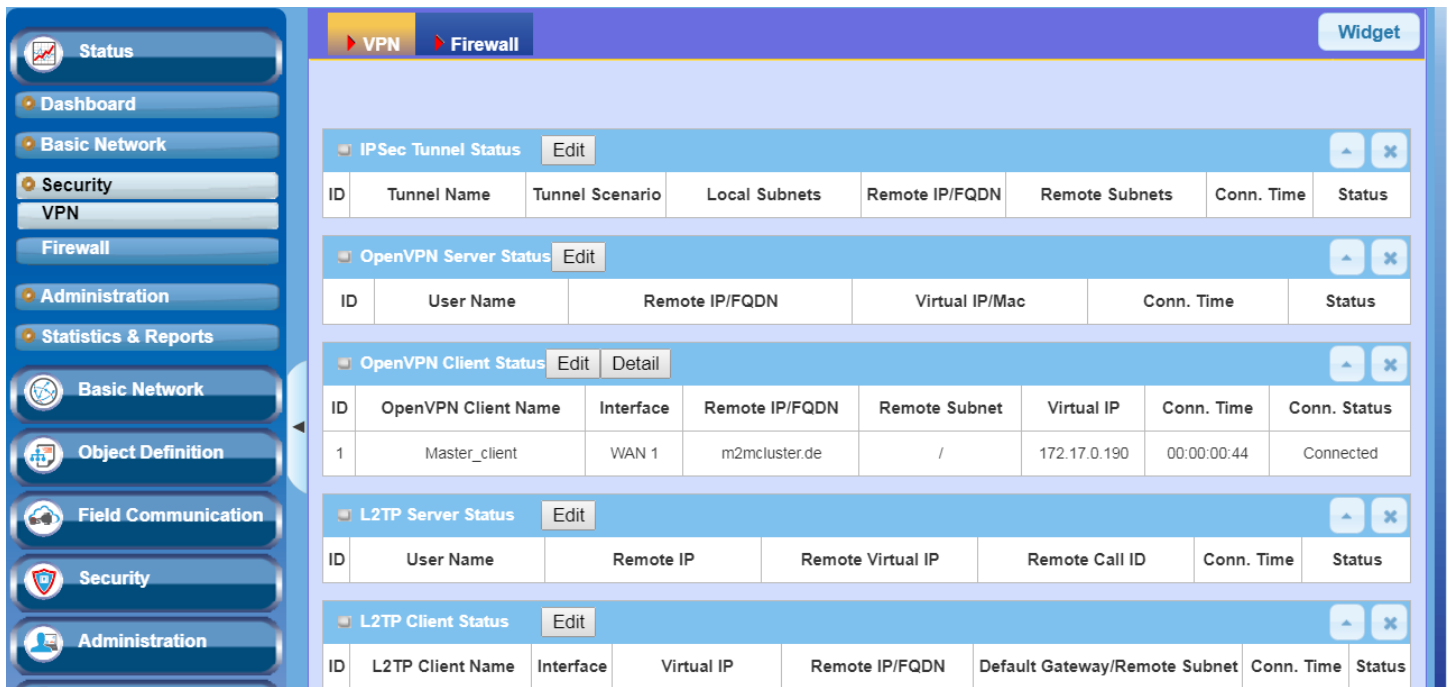 Status
Dashboard
Basic Network
Security
VPN
Firewall
Administration
Statistics & Reports
Basic Network
Object Definition
Field Communication
Security
Administration
VPN Firewall Widget
IPSec Tunnel Status Edit
ID Tunnel Name Tunnel Scenario Local Subnets Remote IP/FQDN Remote Subnets Conn. Time Status
OpenVPN Server Status Edit
ID User Name Remote IP/FQDN Virtual IP/Mac Conn. Time Status
OpenVPN Client Status Edit Detail
ID OpenVPN Client Name Interface Remote IP/FQDN Remote Subnet Virtual IP Conn. Time Conn. Status
1 Master_client WAN 1 m2mcluster.de / 172.17.0.190 00:00:00:44 Connected
L2TP Server Status Edit
ID User Name Remote IP Remote Virtual IP Remote Call ID Conn. Time Status
L2TP Client Status Edit
ID L2TP Client Name Interface Virtual IP Remote IP/FQDN Default Gateway/Remote Subnet Conn. Time Status